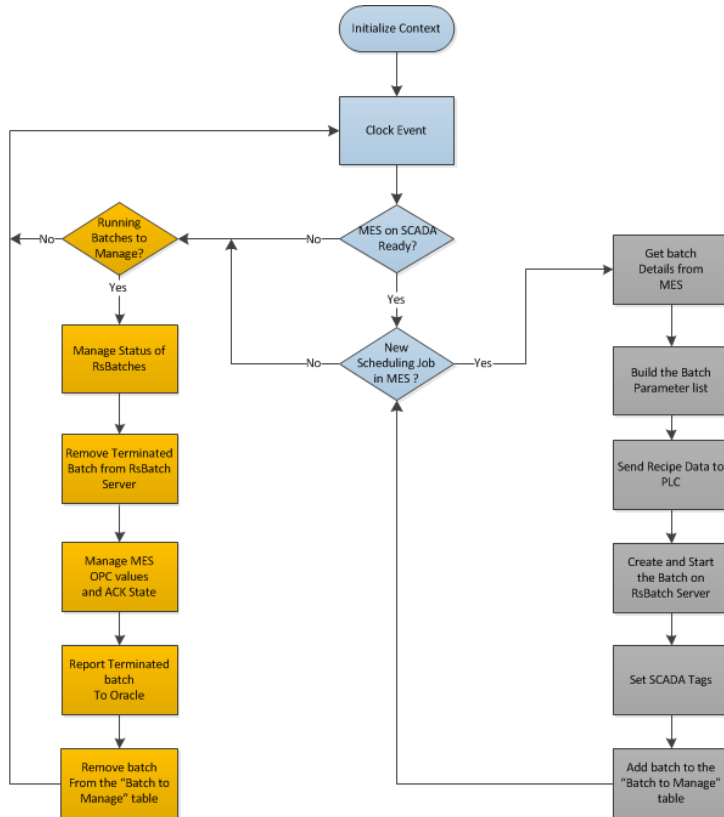 Initialize Context
Clock Event
MES on SCADA
Ready?
No
Yes
New
Scheduling Job
in MES ?
No
Yes
Running
Batches to
Manage?
No
Yes
Manage Status of
RsBatches
Remove Terminated
Batch from RsBatch
Server
Manage MES
OPC values
and ACK State
Report Terminated
batch
To Oracle
Remove batch
From the “Batch to
Manage” table
Get batch
Details from
MES
Build the Batch
Parameter list
Send Recipe Data to
PLC
Create and Start
the Batch on
RsBatch Server
Set SCADA Tags
Add batch to the
“Batch to Manage”
table